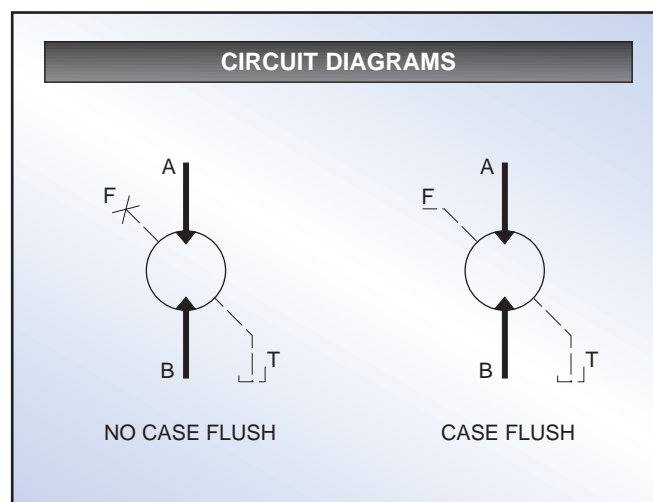 CIRCUIT DIAGRAMS
A
F
B
T
NO CASE FLUSH
A
F
B
T
CASE FLUSH